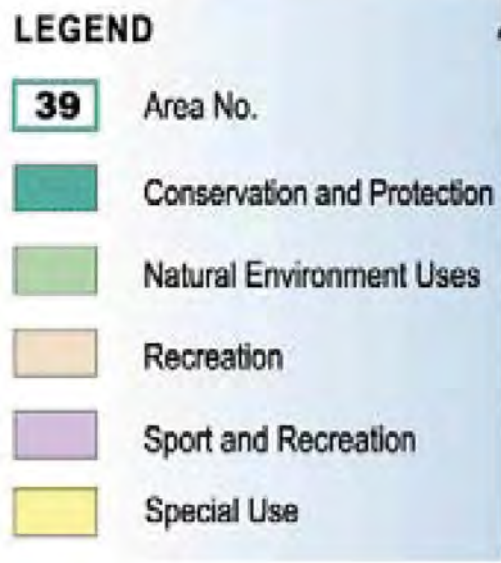 LEGEND
39 Area No.
Conservation and Protection
Natural Environment Uses
Recreation
Sport and Recreation
Special Use